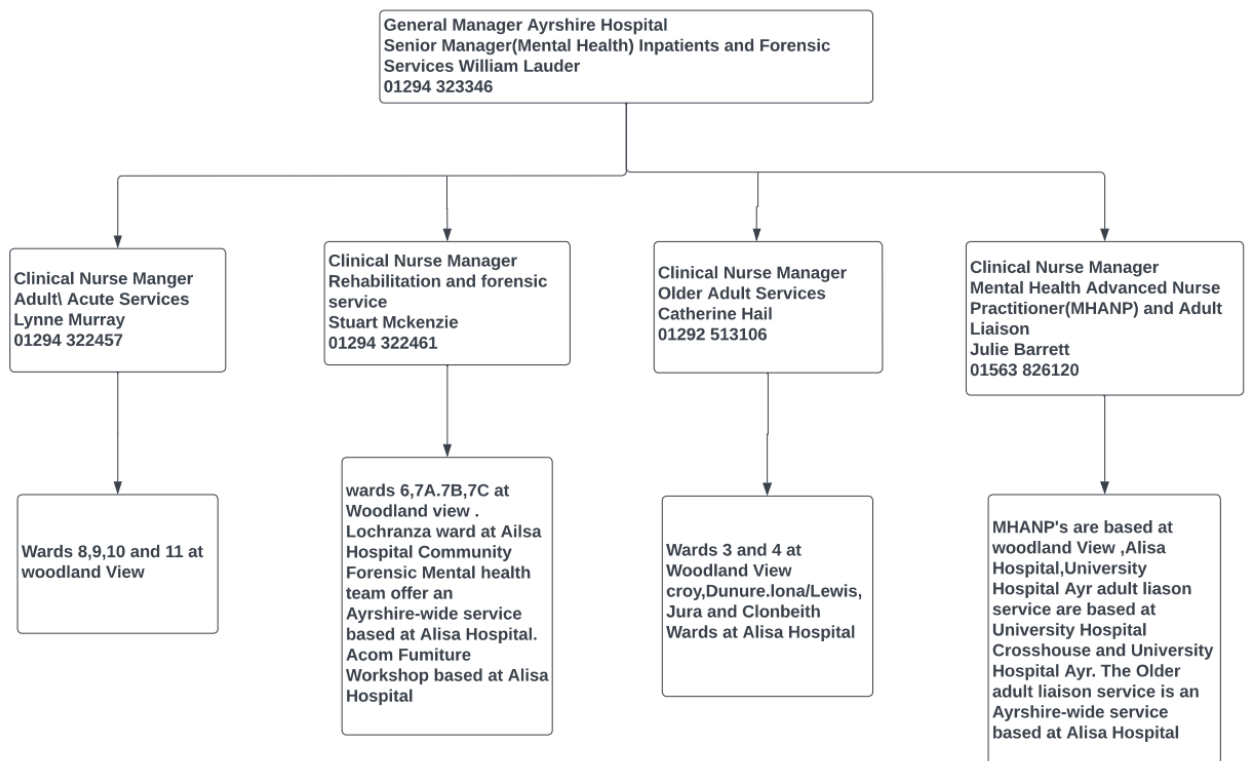 General Manager Ayrshire Hospital
Senior Manager(Mental Health) Inpatients and Forensic
Services William Lauder
01294 323346
Clinical Nurse Manger
Adult\ Acute Services
Lynne Murray
01294 322457
Clinical Nurse Manager
Rehabilitation and forensic
service
Stuart Mckenzie
01294 322461
Clinical Nurse Manager
Older Adult Services
Catherine Hail
01292 513106
Clinical Nurse Manager
Mental Health Advanced Nurse
Practitioner(MHANP) and Adult
Liaison
Julie Barrett
01563 826120
Wards 8,9,10 and 11 at
woodland View
wards 6,7A.7B,7C at
Woodland view .
Lochranza ward at Ailsa
Hospital Community
Forensic Mental health
team offer an
Ayrshire-wide service
based at Alisa Hospital.
Acom Fumiture
Workshop based at Alisa
Hospital
Wards 3 and 4 at
Woodland View
croy,Dunure.Iona/Lewis,
Jura and Clonbeith
Wards at Alisa Hospital
MHANP's are based at
woodland View ,Alisa
Hospital,University
Hospital Ayr adult liason
service are based at
University Hospital
Crosshouse and University
Hospital Ayr. The Older
adult liaison service is an
Ayrshire-wide service
based at Alisa Hospital